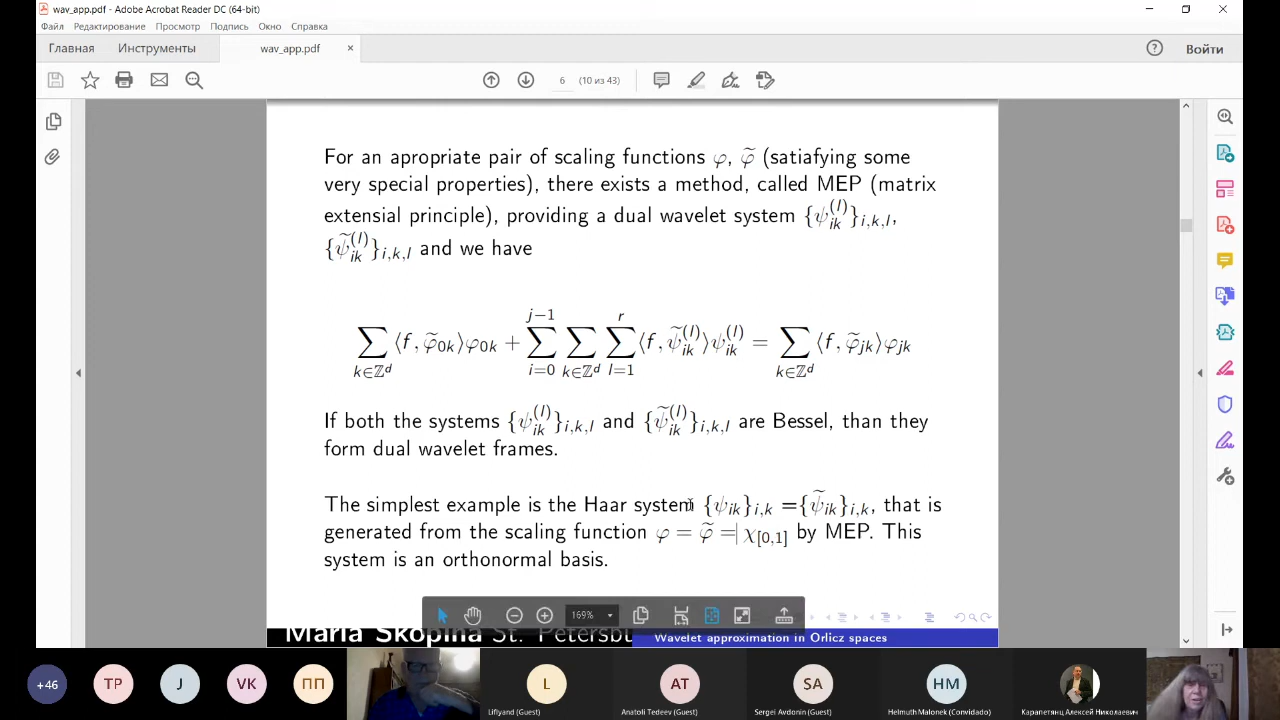 wav_app.pdf - Adobe Acrobat Reader DC (64-bit)
Файл Редактирование Просмотр Подпись Окно Справка
Главная Инструменты wav_app.pdf × Войти
6 (10 из 43)
For an apropriate pair of scaling functions φ, φ̃ (satiafying some
very special properties), there exists a method, called MEP (matrix
extensial principle), providing a dual wavelet system {ψ_{ik}^{(l)}}_{i,k,l},
{ψ̃_{ik}^{(l)}}_{i,k,l} and we have
∑_{k∈ℤ^d} ⟨f, φ̃_{0k}⟩φ_{0k} + ∑_{i=0}^{j−1} ∑_{k∈ℤ^d} ∑_{l=1}^{r} ⟨f, ψ̃_{ik}^{(l)}⟩ψ_{ik}^{(l)} = ∑_{k∈ℤ^d} ⟨f, φ̃_{jk}⟩φ_{jk}
If both the systems {ψ_{ik}^{(l)}}_{i,k,l} and {ψ̃_{ik}^{(l)}}_{i,k,l} are Bessel, than they
form dual wavelet frames.
The simplest example is the Haar system {ψ_{ik}}_{i,k} = {ψ̃_{ik}}_{i,k}, that is
generated from the scaling function φ = φ̃ = χ_{[0,1]} by MEP. This
system is an orthonormal basis.
169%
Maria Skopina St. Petersbu Wavelet approximation in Orlicz spaces
+46 TP J VK ПП L AT SA HM
Liflyand (Guest) Anatoli Tedeev (Guest) Sergei Avdonin (Guest) Helmuth Malonek (Convidado) Карапетянц Алексей Николаевич